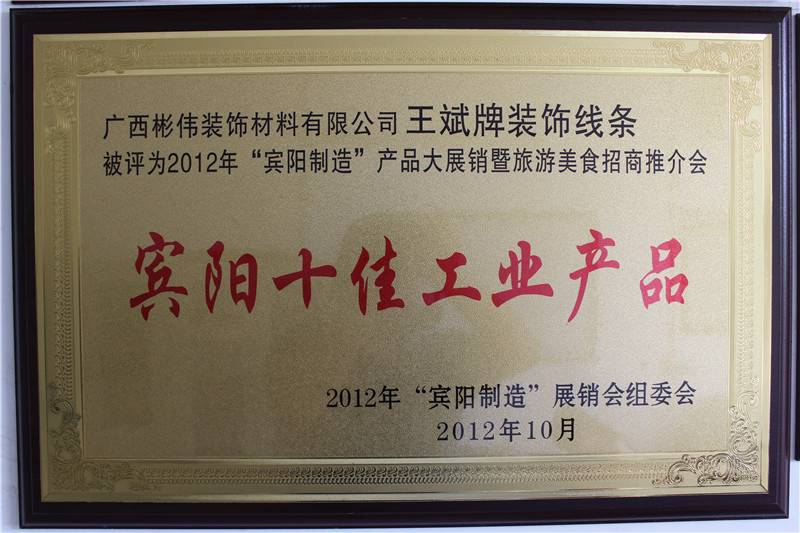 广西彬伟装饰材料有限公司 王斌牌装饰线条
被评为2012年“宾阳制造”产品大展销暨旅游美食招商推介会
宾阳十佳工业产品
2012年“宾阳制造”展销会组委会
2012年10月